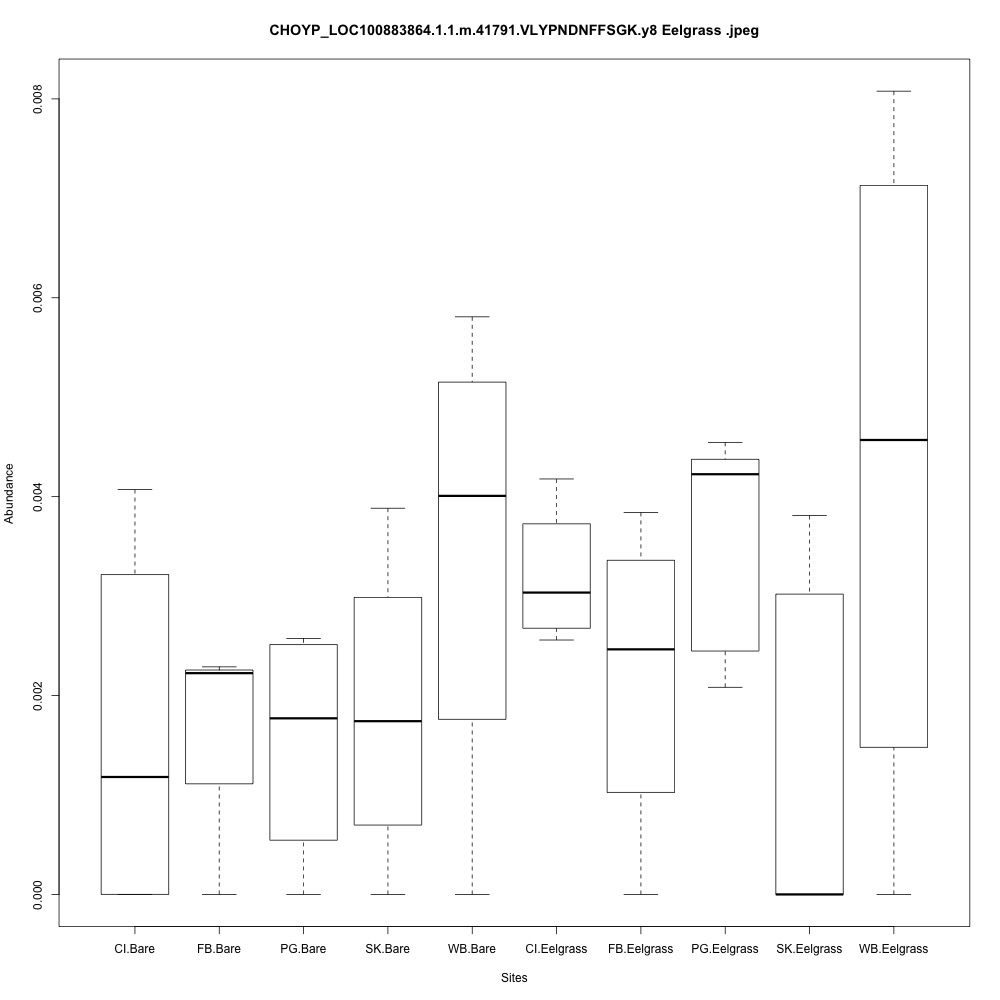 CHOYP_LOC100883864.1.1.m.41791.VLYPNDNFFSGK.y8 Eelgrass .jpeg
Abundance
0.008
0.006
0.004
0.002
0.000
CI.Bare FB.Bare PG.Bare SK.Bare WB.Bare CI.Eelgrass FB.Eelgrass PG.Eelgrass SK.Eelgrass WB.Eelgrass
Sites